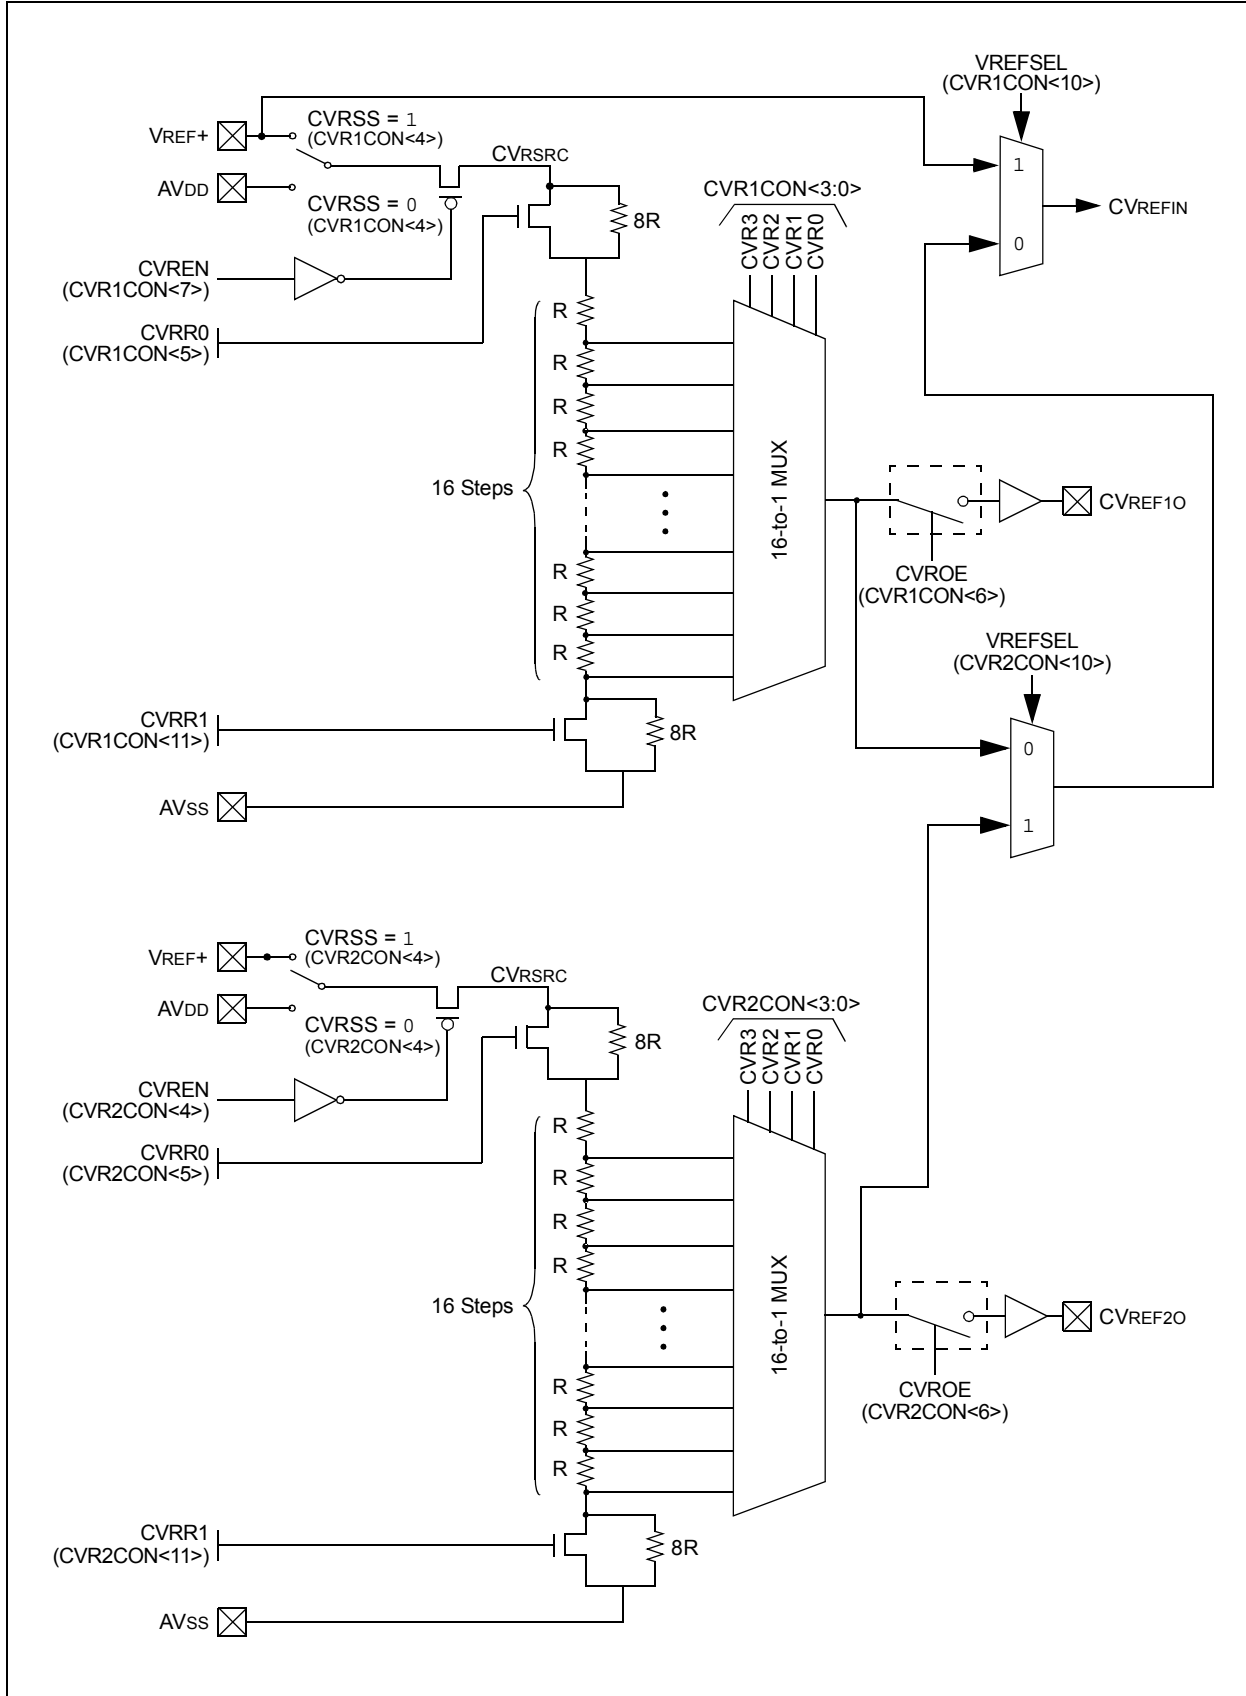 VREFSEL
(CVR1CON<10>)
VREF+
CVRSS = 1
(CVR1CON<4>)
CVRSRC
1
AVDD
CVRSS = 0
(CVR1CON<4>)
8R
CVR1CON<3:0>
CVR3
CVR2
CVR1
CVR0
CVREFIN
0
CVREN
(CVR1CON<7>)
CVRR0
(CVR1CON<5>)
R
R
R
R
16 Steps
16-to-1 MUX
CVREF1O
CVROE
(CVR1CON<6>)
R
R
R
VREFSEL
(CVR2CON<10>)
CVRR1
(CVR1CON<11>)
8R
0
AVSS
1
VREF+
CVRSS = 1
(CVR2CON<4>)
CVRSRC
AVDD
CVRSS = 0
(CVR2CON<4>)
8R
CVR2CON<3:0>
CVR3
CVR2
CVR1
CVR0
CVREN
(CVR2CON<4>)
CVRR0
(CVR2CON<5>)
R
R
R
R
16 Steps
16-to-1 MUX
CVREF2O
CVROE
(CVR2CON<6>)
R
R
R
CVRR1
(CVR2CON<11>)
8R
AVSS